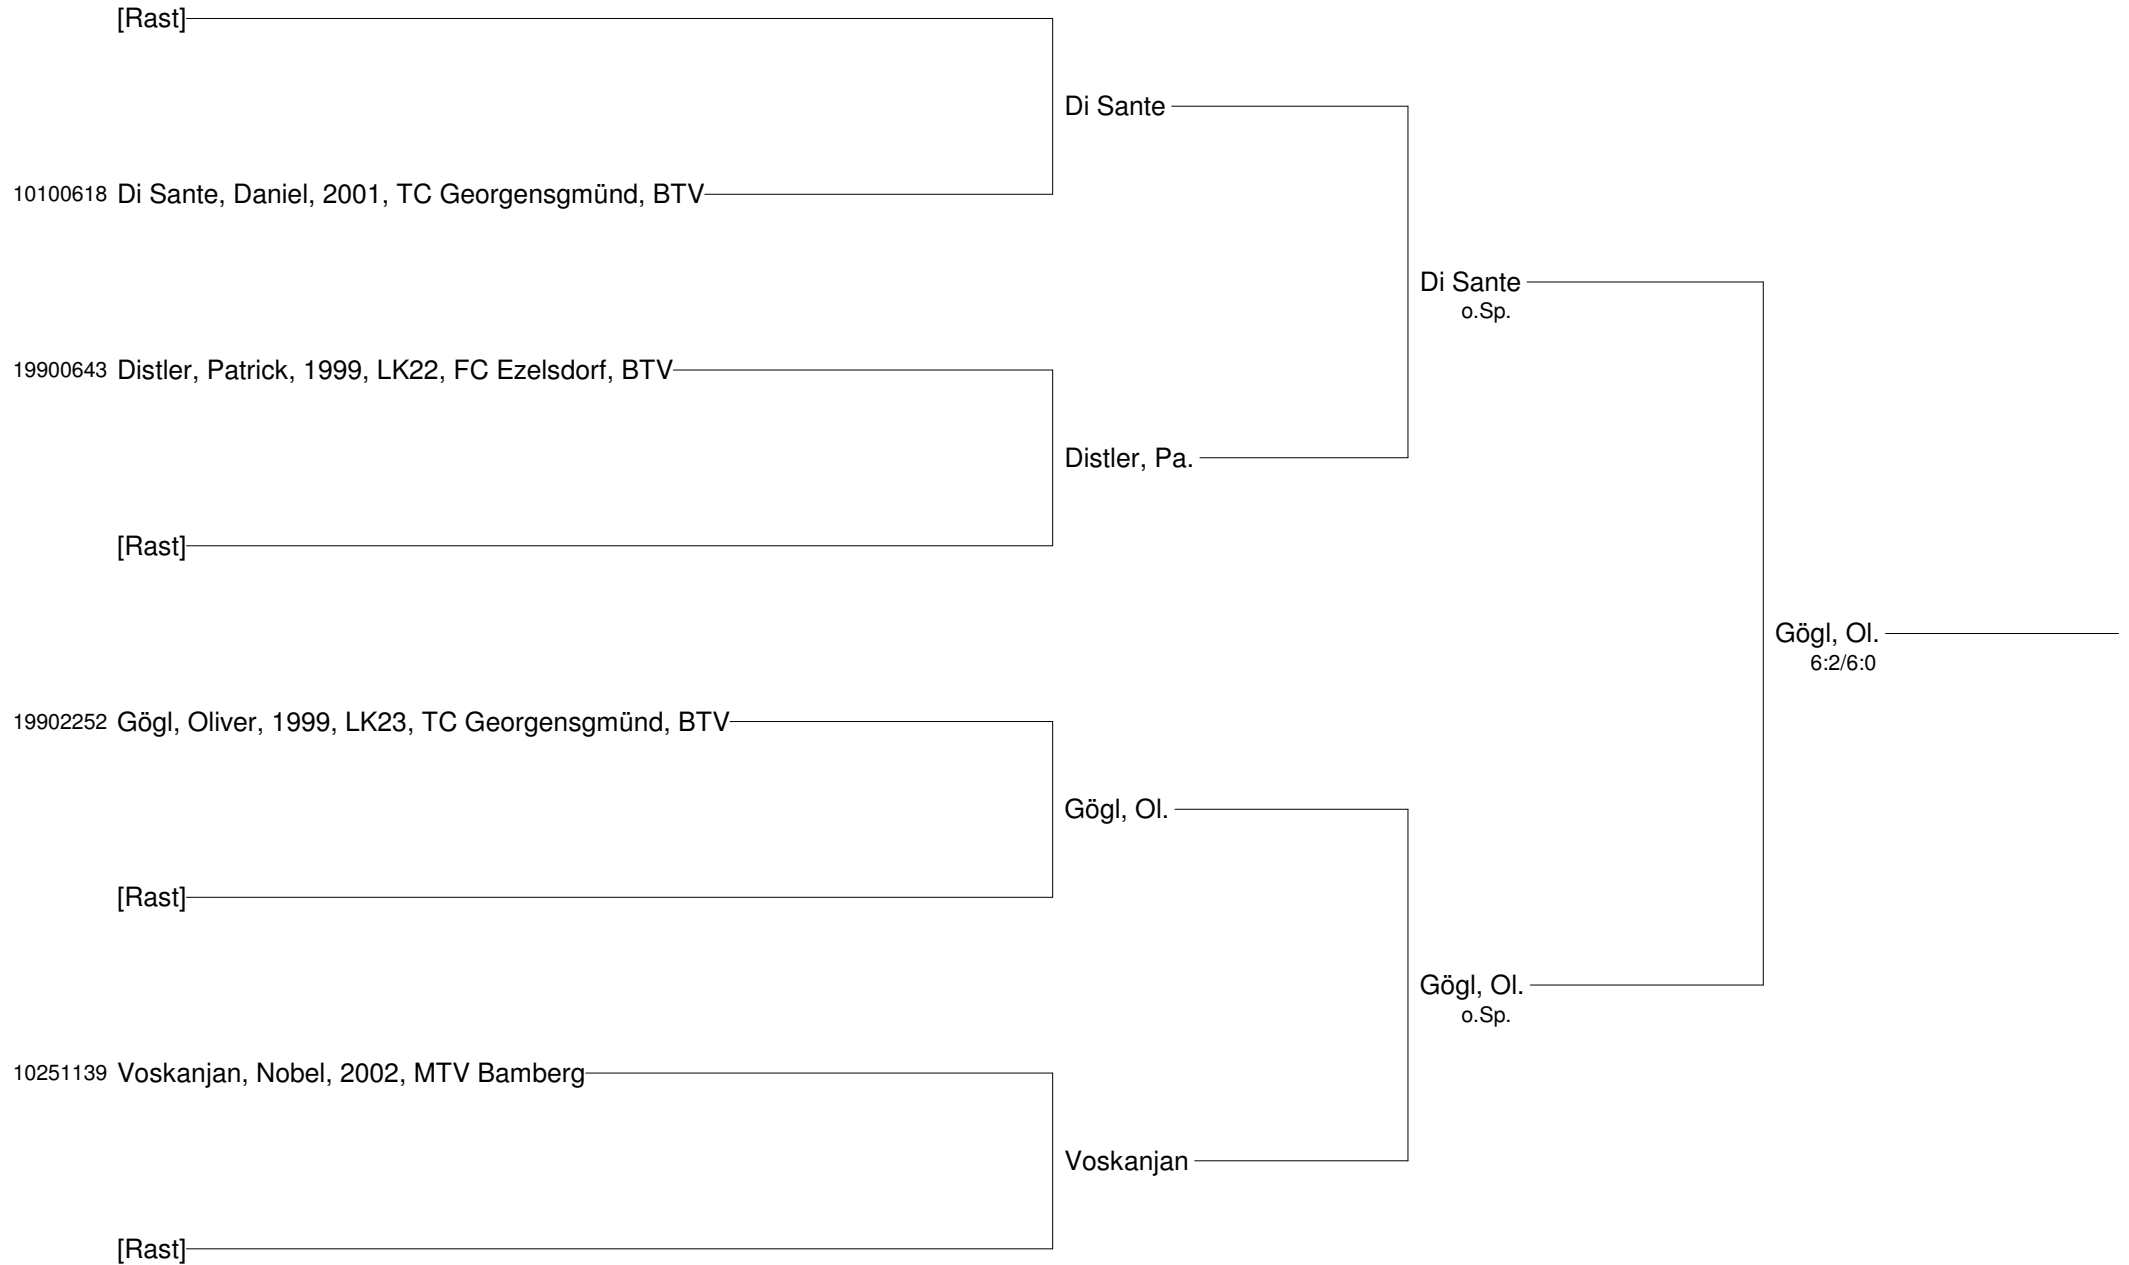 [Rast]
Di Sante
10100618 Di Sante, Daniel, 2001, TC Georgensgmünd, BTV
Di Sante
o.Sp.
19900643 Distler, Patrick, 1999, LK22, FC Ezelsdorf, BTV
Distler, Pa.
[Rast]
Gögl, Ol.
6:2/6:0
19902252 Gögl, Oliver, 1999, LK23, TC Georgensgmünd, BTV
Gögl, Ol.
[Rast]
Gögl, Ol.
o.Sp.
10251139 Voskanjan, Nobel, 2002, MTV Bamberg
Voskanjan
[Rast]